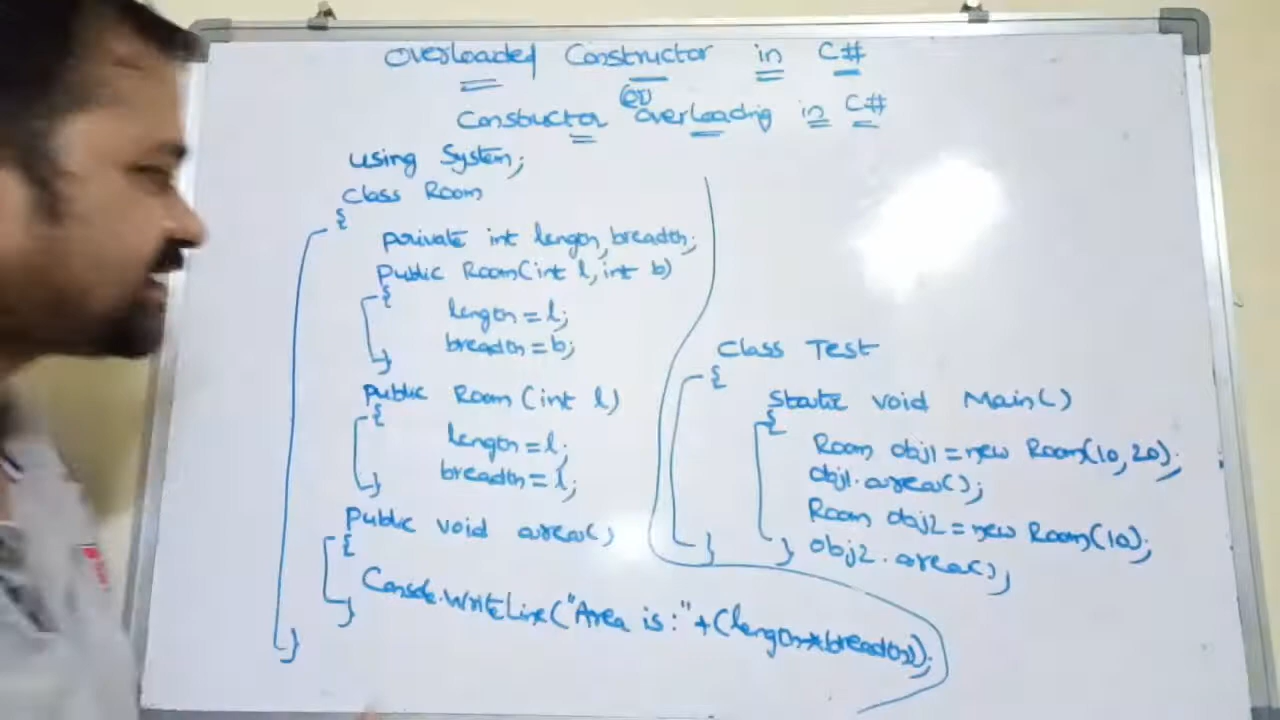 Overloaded Constructor in C#
(or)
Constructor overloading in C#
using System;
class Room
{
private int length, breadth;
public Room(int l, int b)
{
length = l;
breadth = b;
}
public Room(int l)
{
length = l;
breadth = l;
}
public void area()
{
Console.WriteLine("Area is:"+(length*breadth));
}
}
Class Test
{
static void Main()
{
Room obj1 = new Room(10, 20);
obj1.area();
Room obj2 = new Room(10);
obj2.area();
}
}